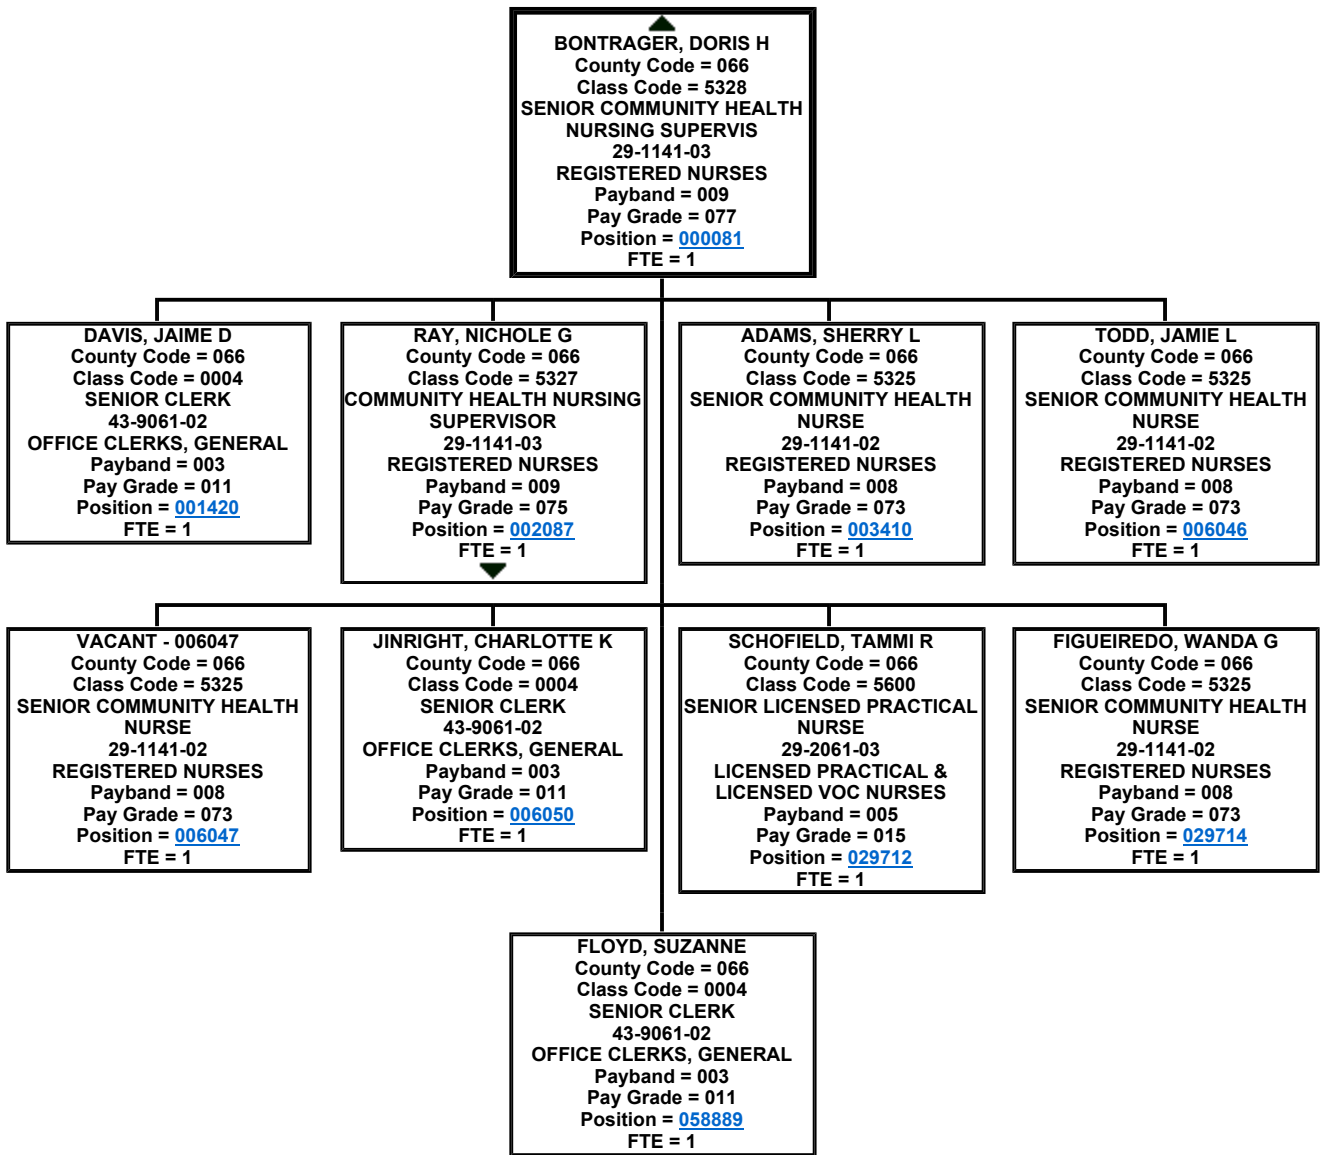 BONTRAGER, DORIS H
County Code = 066
Class Code = 5328
SENIOR COMMUNITY HEALTH
NURSING SUPERVIS
29-1141-03
REGISTERED NURSES
Payband = 009
Pay Grade = 077
Position = 000081
FTE = 1
DAVIS, JAIME D
County Code = 066
Class Code = 0004
SENIOR CLERK
43-9061-02
OFFICE CLERKS, GENERAL
Payband = 003
Pay Grade = 011
Position = 001420
FTE = 1
RAY, NICHOLE G
County Code = 066
Class Code = 5327
COMMUNITY HEALTH NURSING
SUPERVISOR
29-1141-03
REGISTERED NURSES
Payband = 009
Pay Grade = 075
Position = 002087
FTE = 1
ADAMS, SHERRY L
County Code = 066
Class Code = 5325
SENIOR COMMUNITY HEALTH
NURSE
29-1141-02
REGISTERED NURSES
Payband = 008
Pay Grade = 073
Position = 003410
FTE = 1
TODD, JAMIE L
County Code = 066
Class Code = 5325
SENIOR COMMUNITY HEALTH
NURSE
29-1141-02
REGISTERED NURSES
Payband = 008
Pay Grade = 073
Position = 006046
FTE = 1
VACANT - 006047
County Code = 066
Class Code = 5325
SENIOR COMMUNITY HEALTH
NURSE
29-1141-02
REGISTERED NURSES
Payband = 008
Pay Grade = 073
Position = 006047
FTE = 1
JINRIGHT, CHARLOTTE K
County Code = 066
Class Code = 0004
SENIOR CLERK
43-9061-02
OFFICE CLERKS, GENERAL
Payband = 003
Pay Grade = 011
Position = 006050
FTE = 1
SCHOFIELD, TAMMI R
County Code = 066
Class Code = 5600
SENIOR LICENSED PRACTICAL
NURSE
29-2061-03
LICENSED PRACTICAL &
LICENSED VOC NURSES
Payband = 005
Pay Grade = 015
Position = 029712
FTE = 1
FIGUEIREDO, WANDA G
County Code = 066
Class Code = 5325
SENIOR COMMUNITY HEALTH
NURSE
29-1141-02
REGISTERED NURSES
Payband = 008
Pay Grade = 073
Position = 029714
FTE = 1
FLOYD, SUZANNE
County Code = 066
Class Code = 0004
SENIOR CLERK
43-9061-02
OFFICE CLERKS, GENERAL
Payband = 003
Pay Grade = 011
Position = 058889
FTE = 1